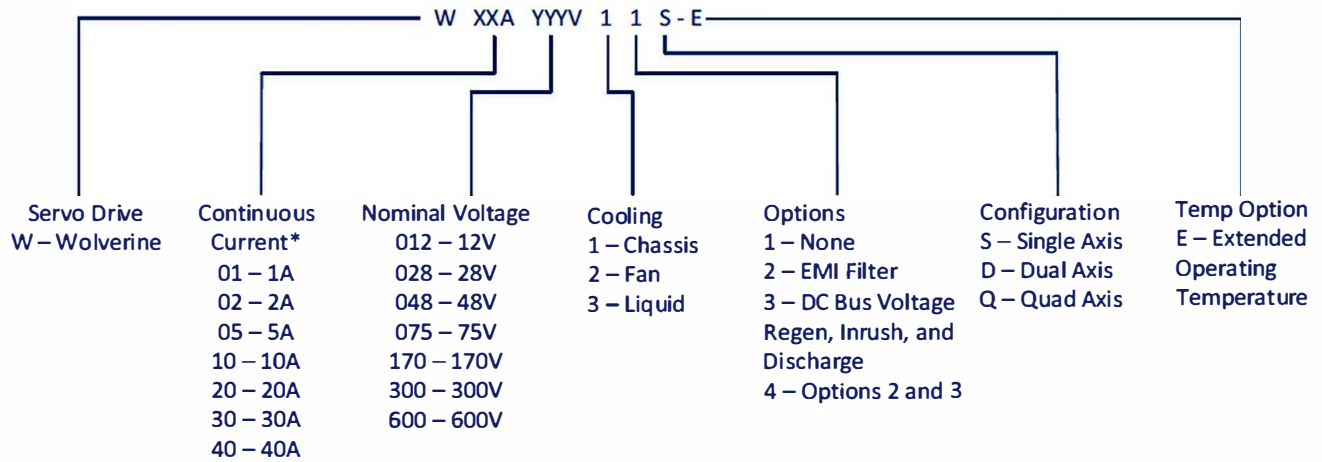 W XXA YYYV 1 1 S - E
Servo Drive
W – Wolverine
Continuous
Current*
01 – 1A
02 – 2A
05 – 5A
10 – 10A
20 – 20A
30 – 30A
40 – 40A
Nominal Voltage
012 – 12V
028 – 28V
048 – 48V
075 – 75V
170 – 170V
300 – 300V
600 – 600V
Cooling
1 – Chassis
2 – Fan
3 – Liquid
Options
1 – None
2 – EMI Filter
3 – DC Bus Voltage
Regen, Inrush, and
Discharge
4 – Options 2 and 3
Configuration
S – Single Axis
D – Dual Axis
Q – Quad Axis
Temp Option
E – Extended
Operating
Temperature